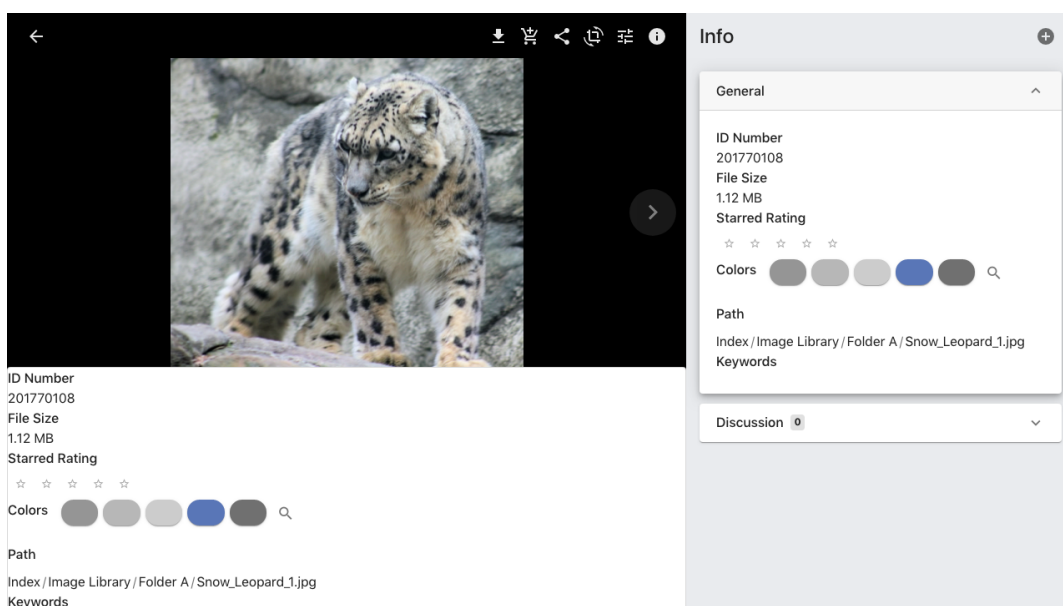 Info
General
ID Number
201770108
File Size
1.12 MB
Starred Rating
Colors
Path
Index/Image Library/Folder A/Snow_Leopard_1.jpg
Keywords
Discussion 0
ID Number
201770108
File Size
1.12 MB
Starred Rating
Colors
Path
Index/Image Library/Folder A/Snow_Leopard_1.jpg
Keywords